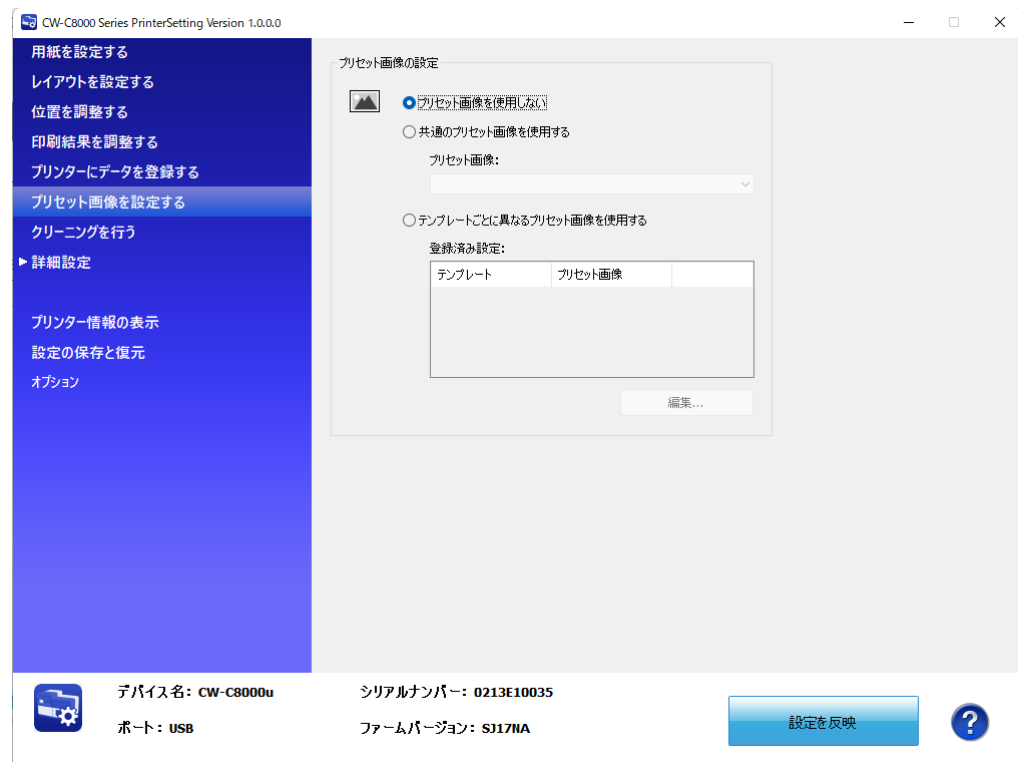 CW-C8000 Series PrinterSetting Version 1.0.0.0
用紙を設定する
レイアウトを設定する
位置を調整する
印刷結果を調整する
プリンターにデータを登録する
プリセット画像を設定する
クリーニングを行う
詳細設定
プリンター情報の表示
設定の保存と復元
オプション
プリセット画像の設定
プリセット画像を使用しない
共通のプリセット画像を使用する
プリセット画像:
テンプレートごとに異なるプリセット画像を使用する
登録済み設定:
テンプレート プリセット画像
編集...
デバイス名: CW-C8000u シリアルナンバー: 0213E10035
ポート: USB ファームバージョン: SJ17NA
設定を反映
?